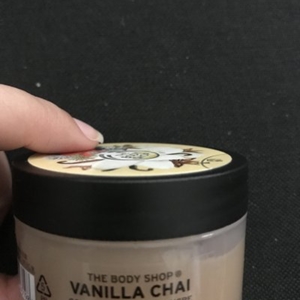 THE BODY SHOP®
VANILLA CHAI